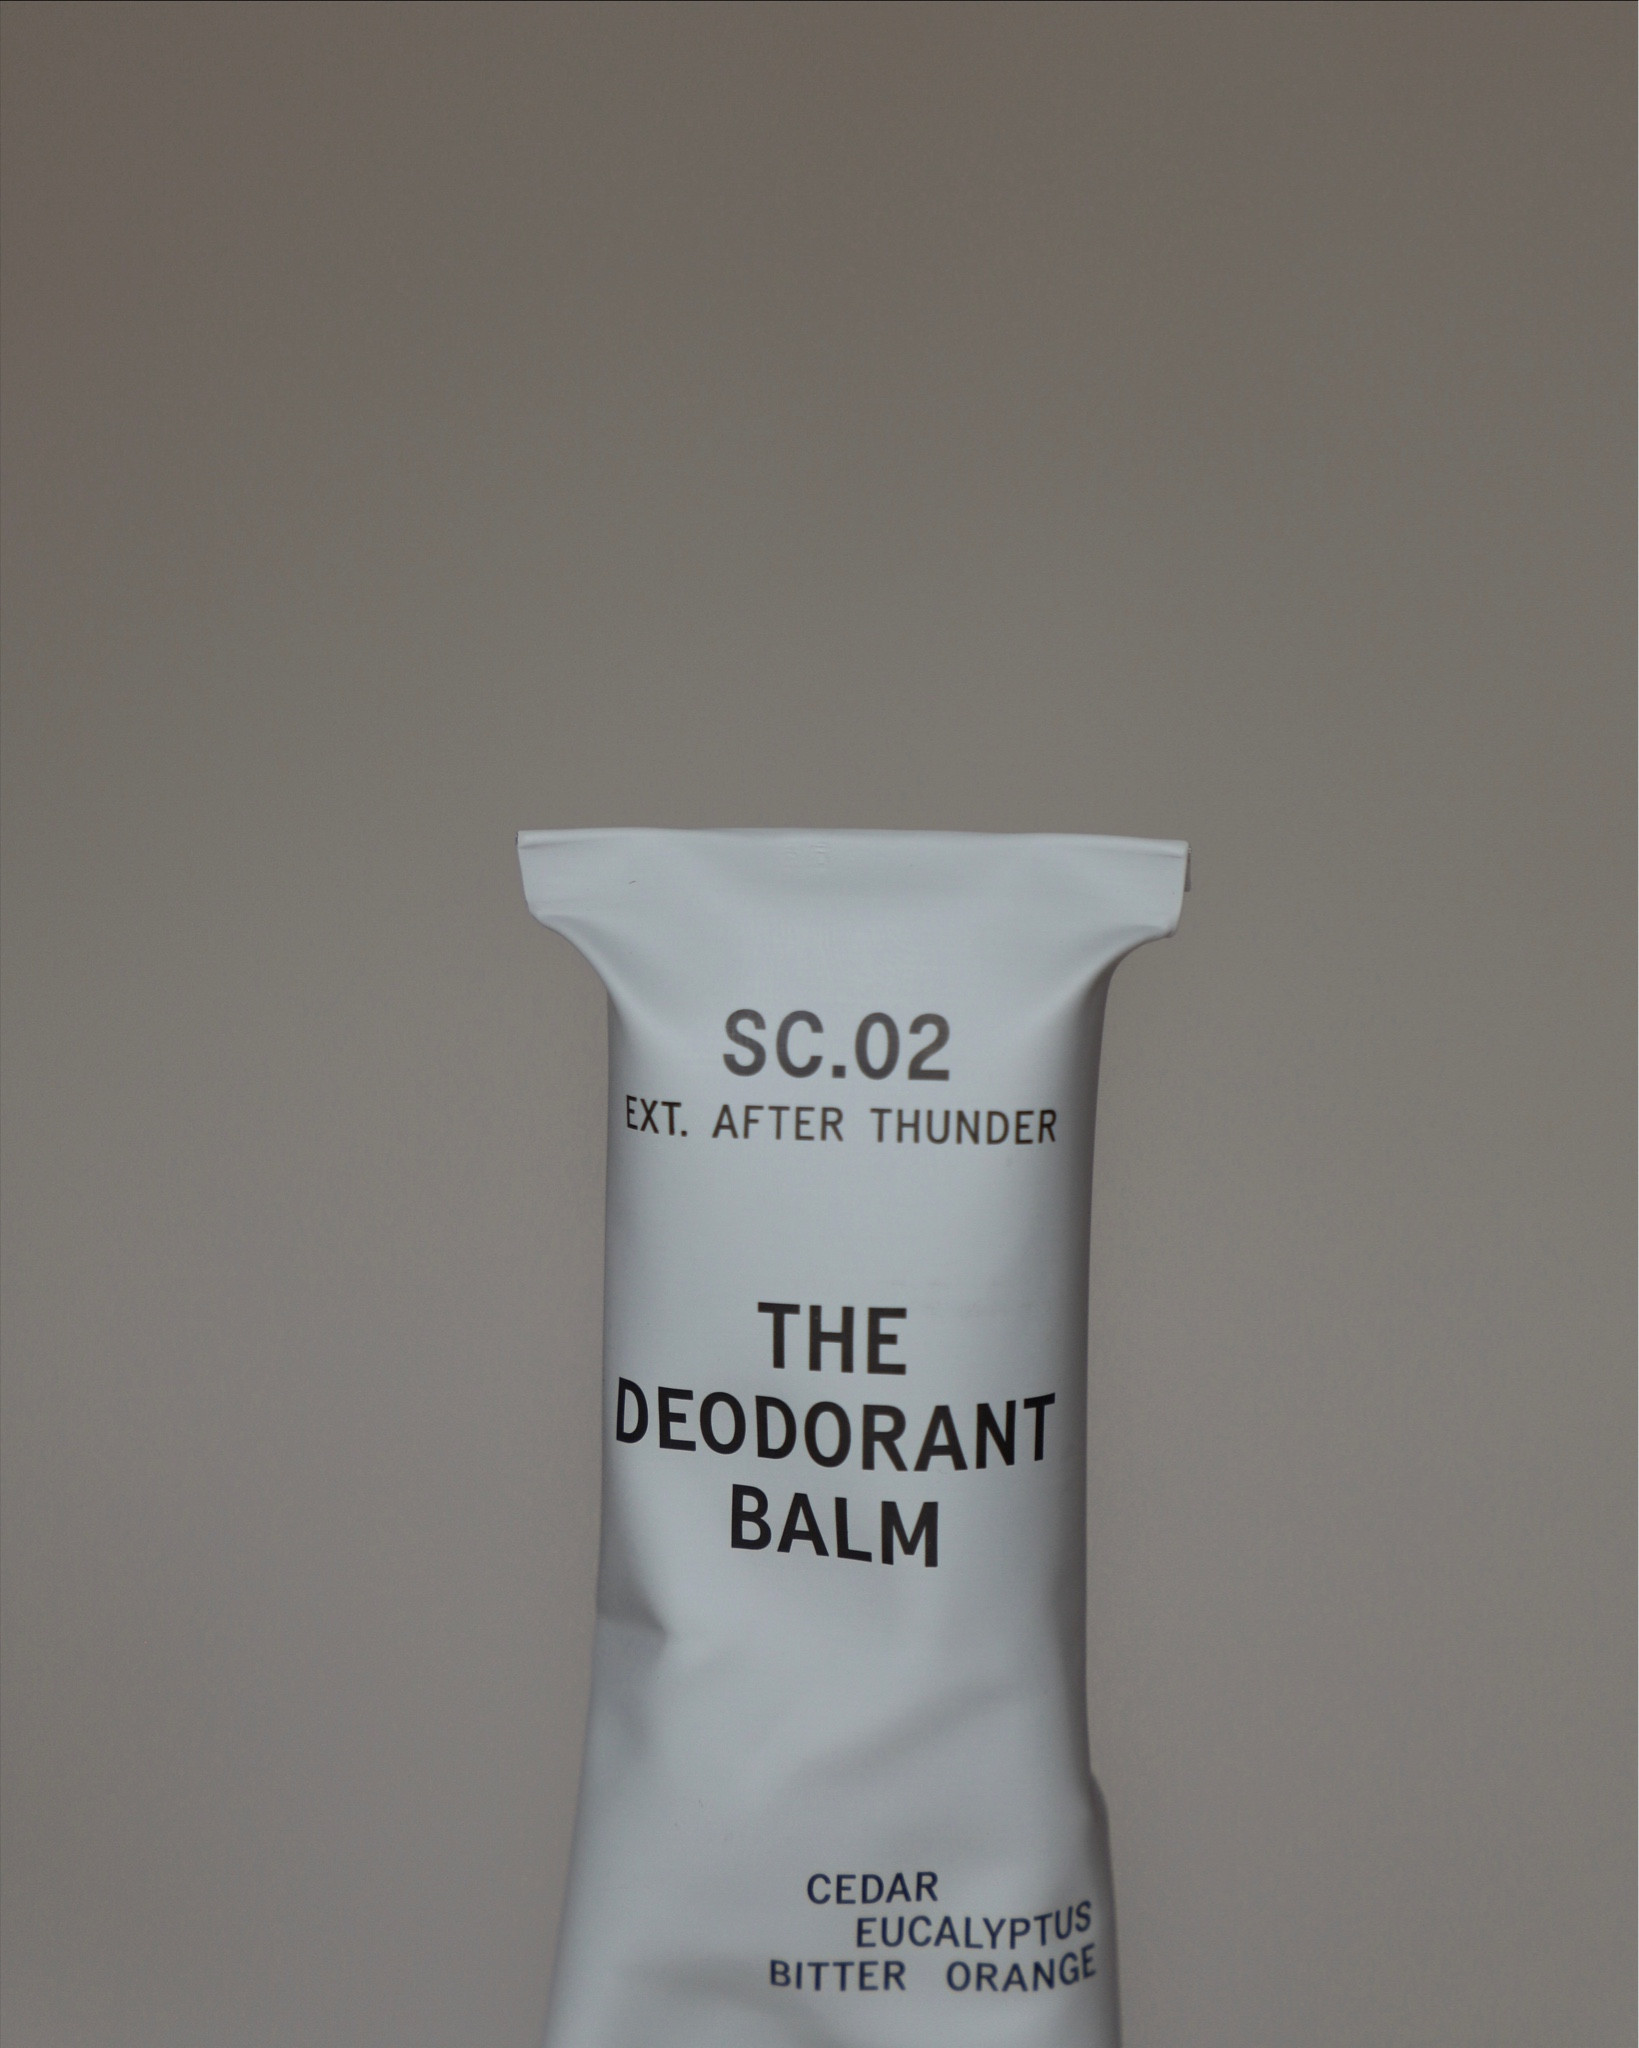 SC.02
EXT. AFTER THUNDER
THE
DEODORANT
BALM
CEDAR
EUCALYPTUS
BITTER ORANGE